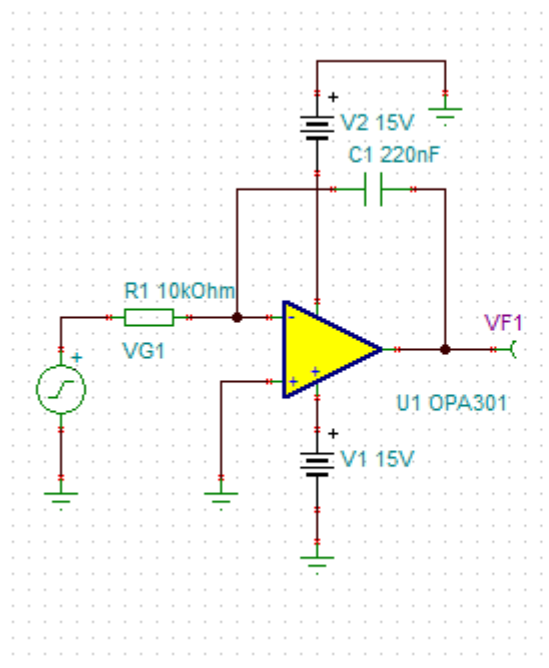 +
V2 15V
C1 220nF
R1 10kOhm
-
VF1
VG1
+
+
+
U1 OPA301
+
V1 15V